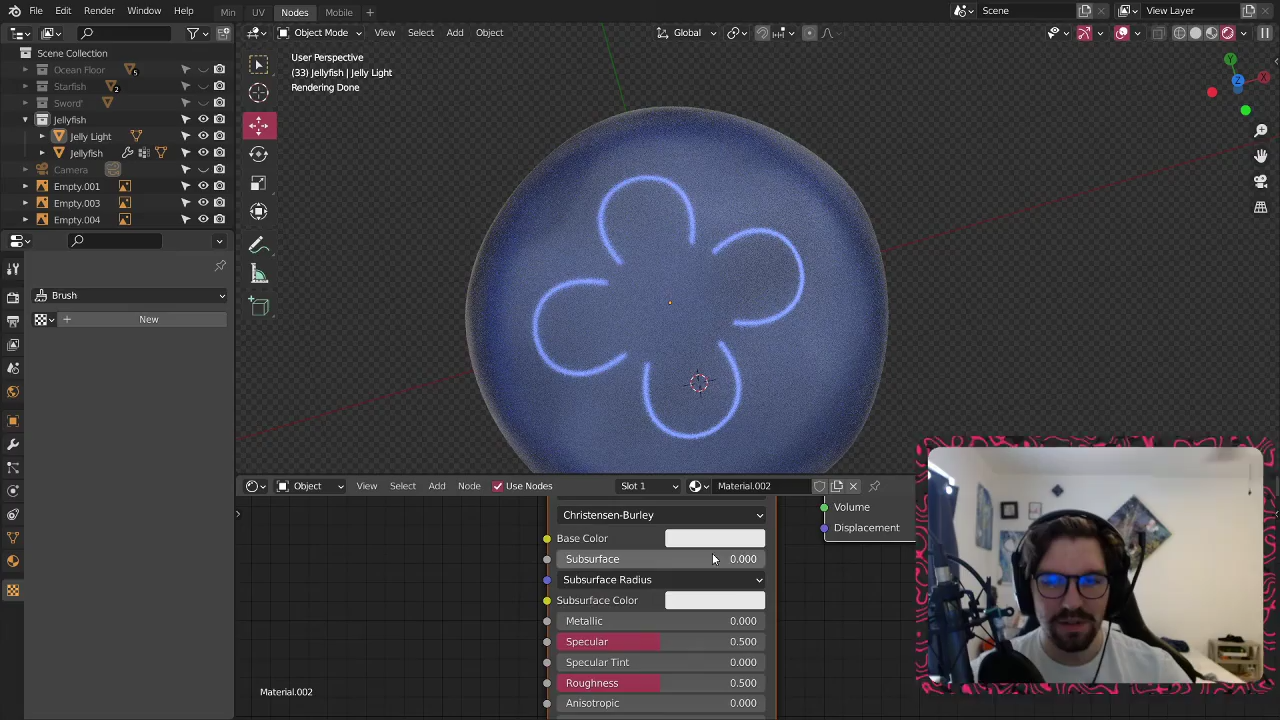 File Edit Render Window Help Min UV Nodes Mobile + Scene View Layer
Object Mode View Select Add Object Global
User Perspective
(33) Jellyfish | Jelly Light
Rendering Done
Scene Collection
Ocean Floor 5
Starfish 2
Sword'
Jellyfish
Jelly Light
Jellyfish
Camera
Empty.001
Empty.003
Empty.004
Brush
+ New
Y
X
Z
Object View Select Add Node Use Nodes Slot 1 Material.002
Christensen-Burley
Base Color
Subsurface 0.000
Subsurface Radius
Subsurface Color
Metallic 0.000
Specular 0.500
Specular Tint 0.000
Roughness 0.500
Anisotropic 0.000
Volume
Displacement
Material.002